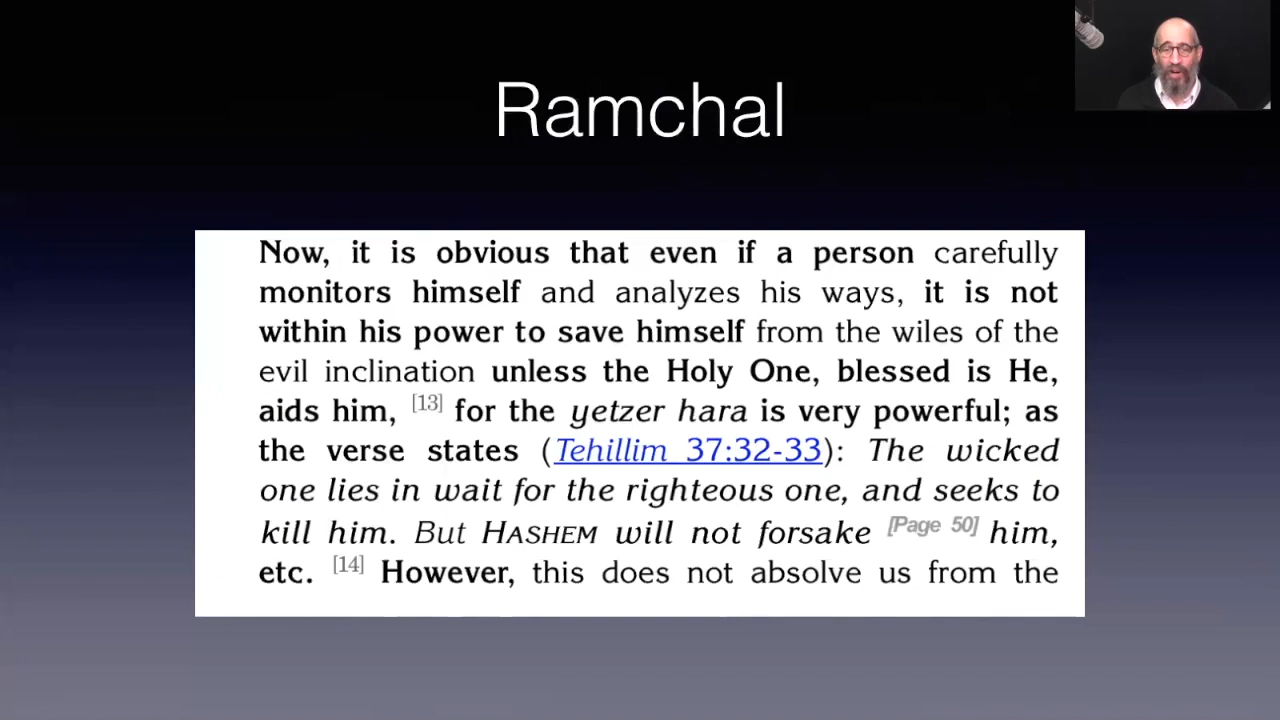 Ramchal
Now, it is obvious that even if a person carefully
monitors himself and analyzes his ways, it is not
within his power to save himself from the wiles of the
evil inclination unless the Holy One, blessed is He,
aids him, [13] for the yetzer hara is very powerful; as
the verse states (Tehillim 37:32-33): The wicked
one lies in wait for the righteous one, and seeks to
kill him. But HASHEM will not forsake [Page 50] him,
etc. [14] However, this does not absolve us from the